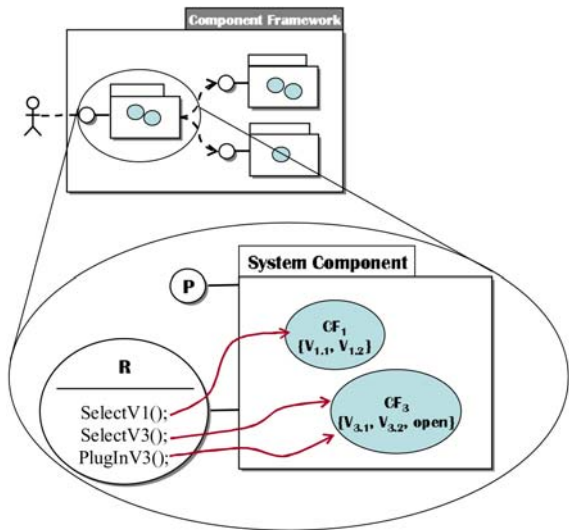 Component Framework
System Component
P
CF₁
{V₁.₁, V₁.₂}
R
SelectV1();
SelectV3();
PlugInV3();
CF₃
{V₃.₁, V₃.₂, open}